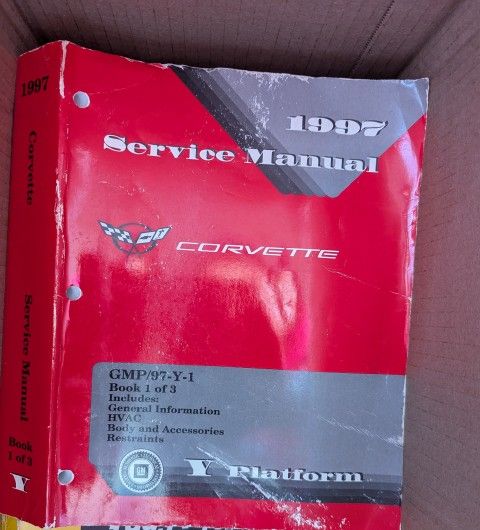 1997
Corvette
Service Manual
Book
1 of 3
Y
1997
Service Manual
CORVETTE
GMP/97-Y-1
Book 1 of 3
Includes:
General Information
HVAC
Body and Accessories
Restraints
GM
Y Platform